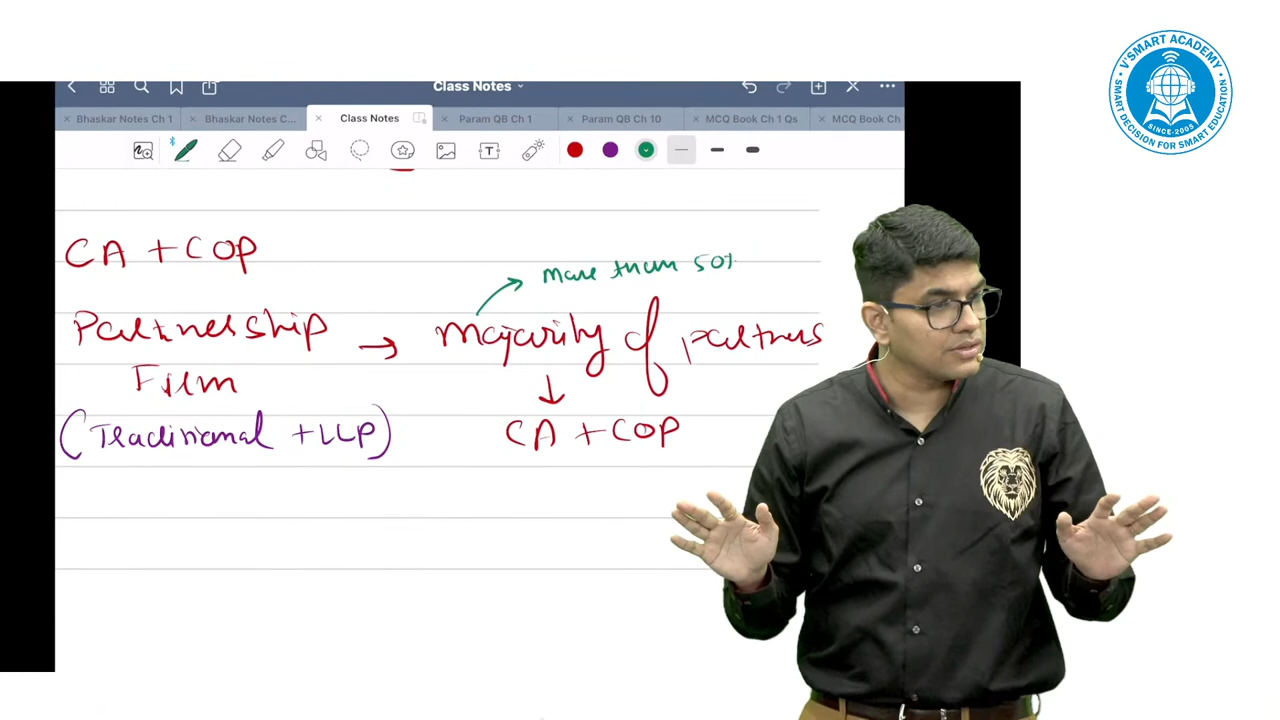 Class Notes
Bhaskar Notes Ch 1
Bhaskar Notes C...
Class Notes
Param QB Ch 1
Param QB Ch 10
MCQ Book Ch 1 Qs
MCQ Book Ch
V'SMART ACADEMY
SINCE-2005
SMART DECISION FOR SMART EDUCATION
CA + COP
More than 50%
Partnership → majority of partners
Firm
(Traditional + LLP)
CA + COP